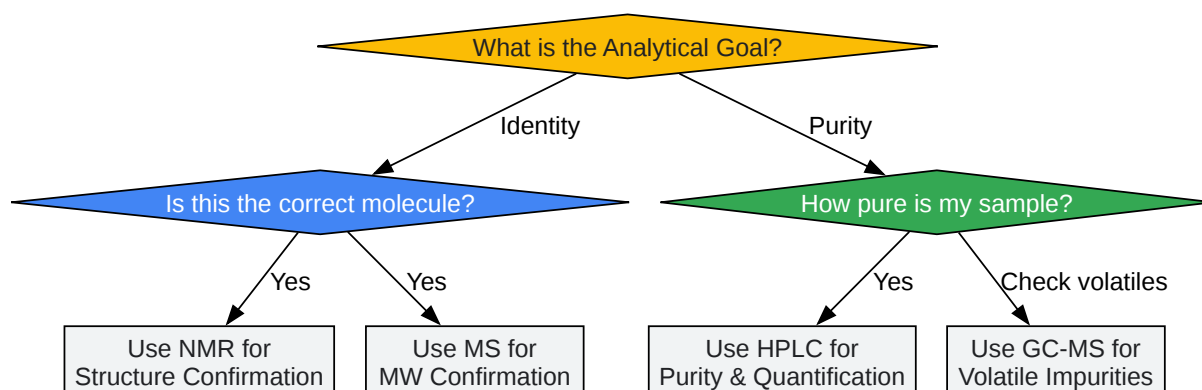 What is the Analytical Goal?
Identity
Purity
Is this the correct molecule?
How pure is my sample?
Yes
Yes
Yes
Check volatiles
Use NMR for
Structure Confirmation
Use MS for
MW Confirmation
Use HPLC for
Purity & Quantification
Use GC-MS for
Volatile Impurities